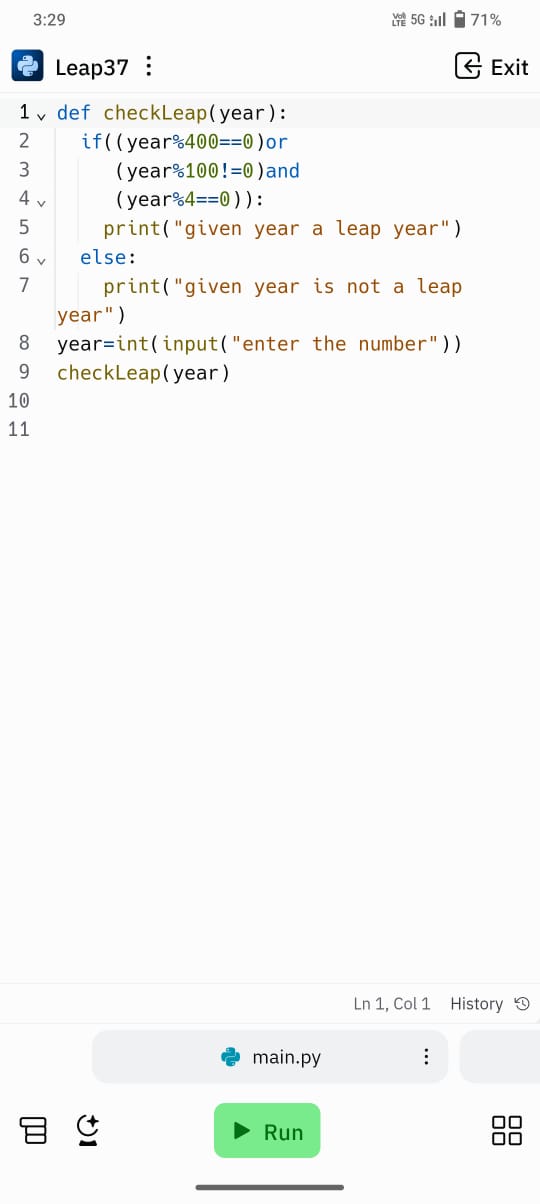 3:29 VoII LTE 5G 71%
Leap37 Exit
1 def checkLeap(year):
2 if((year%400==0)or
3 (year%100!=0)and
4 (year%4==0)):
5 print("given year a leap year")
6 else:
7 print("given year is not a leap
year")
8 year=int(input("enter the number"))
9 checkLeap(year)
10
11
Ln 1, Col 1 History
main.py
Run